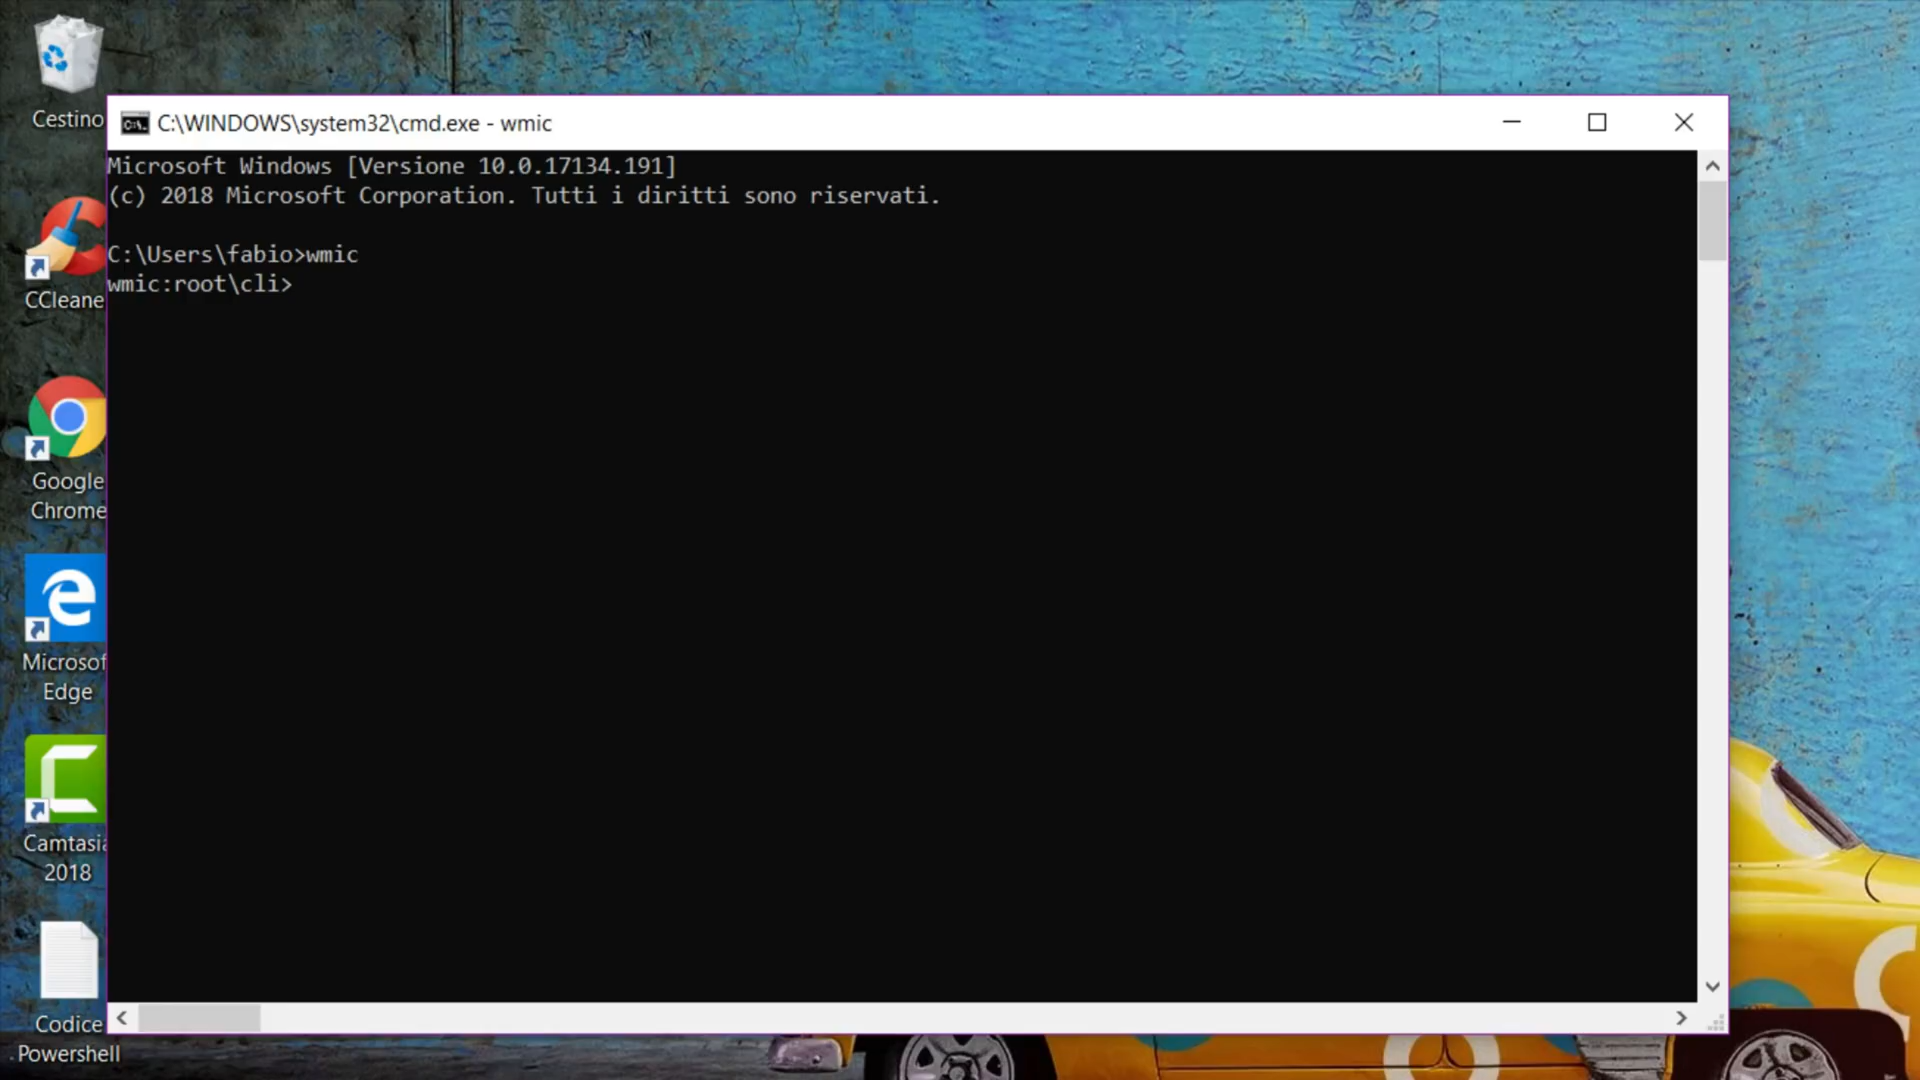 Cestino
C:\WINDOWS\system32\cmd.exe - wmic
Microsoft Windows [Versione 10.0.17134.191]
(c) 2018 Microsoft Corporation. Tutti i diritti sono riservati.
C:\Users\fabio>wmic
wmic:root\cli>
CCleane
Google
Chrome
Microsof
Edge
Camtasia
2018
Codice
Powershell